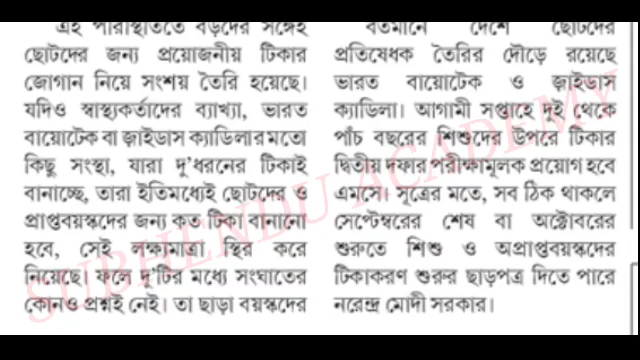 এই পারাস্থাততে বড়দের সঙ্গেই
ছোটদের জন্য প্রয়োজনীয় টিকার
জোগান নিয়ে সংশয় তৈরি হয়েছে।
যদিও স্বাস্থ্যকর্তাদের ব্যাখ্যা, ভারত
বায়োটেক বা জ়াইডাস ক্যাডিলার মতো
কিছু সংস্থা, যারা দু’ধরনের টিকাই
বানাচ্ছে, তারা ইতিমধ্যেই ছোটদের ও
প্রাপ্তবয়স্কদের জন্য কত টিকা বানানো
হবে, সেই লক্ষ্যমাত্রা স্থির করে
নিয়েছে। ফলে দু’টির মধ্যে সংঘাতের
কোনও প্রশ্নই নেই। তা ছাড়া বয়স্কদের
বর্তমানে দেশে ছোটদের
প্রতিষেধক তৈরির দৌড়ে রয়েছে
ভারত বায়োটেক ও জ়াইডাস
ক্যাডিলা। আগামী সপ্তাহে দুই থেকে
পাঁচ বছরের শিশুদের উপরে টিকার
দ্বিতীয় দফার পরীক্ষামূলক প্রয়োগ হবে
এমসে। সূত্রের মতে, সব ঠিক থাকলে
সেপ্টেম্বরের শেষ বা অক্টোবরের
শুরুতে শিশু ও অপ্রাপ্তবয়স্কদের
টিকাকরণ শুরুর ছাড়পত্র দিতে পারে
নরেন্দ্র মোদী সরকার।
SUBHENDU ACADEMY